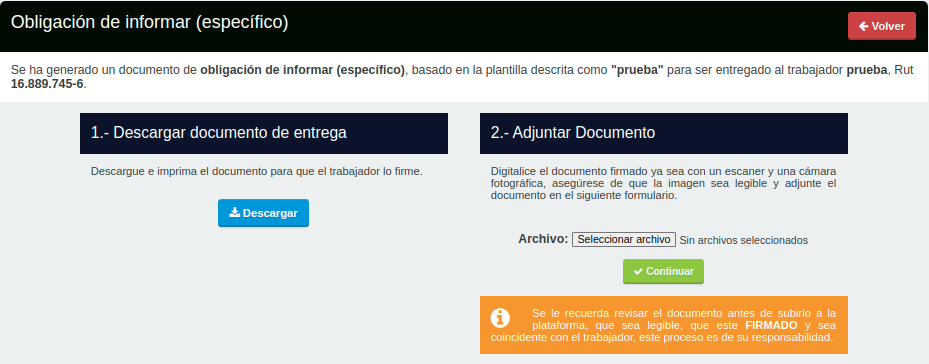 Obligación de informar (específico)
Volver
Se ha generado un documento de obligación de informar (específico), basado en la plantilla descrita como "prueba" para ser entregado al trabajador prueba, Rut
16.889.745-6.
1.- Descargar documento de entrega
Descargue e imprima el documento para que el trabajador lo firme.
Descargar
2.- Adjuntar Documento
Digitalice el documento firmado ya sea con un escaner y una cámara
fotográfica, asegúrese de que la imagen sea legible y adjunte el
documento en el siguiente formulario.
Archivo: Seleccionar archivo Sin archivos seleccionados
Continuar
Se le recuerda revisar el documento antes de subirlo a la
plataforma, que sea legible, que este FIRMADO y sea
coincidente con el trabajador, este proceso es de su responsabilidad.